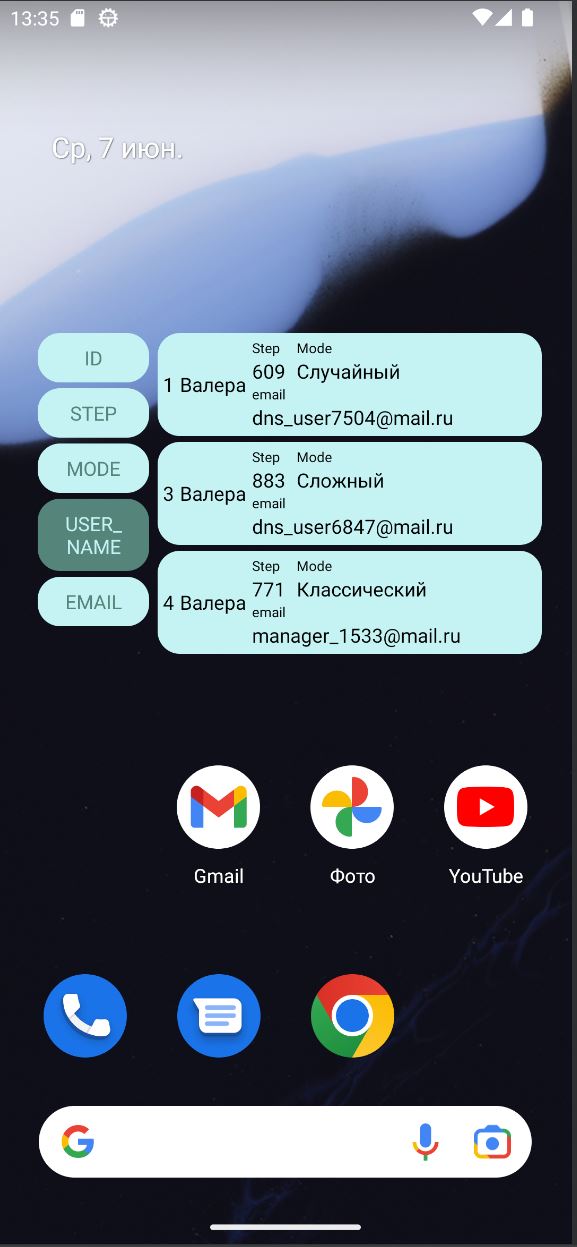 13:35
Ср, 7 июн.
ID
STEP
MODE
USER_
NAME
EMAIL
Step Mode
1 Валера 609 Случайный
email
dns_user7504@mail.ru
Step Mode
3 Валера 883 Сложный
email
dns_user6847@mail.ru
Step Mode
4 Валера 771 Классический
email
manager_1533@mail.ru
Gmail Фото YouTube